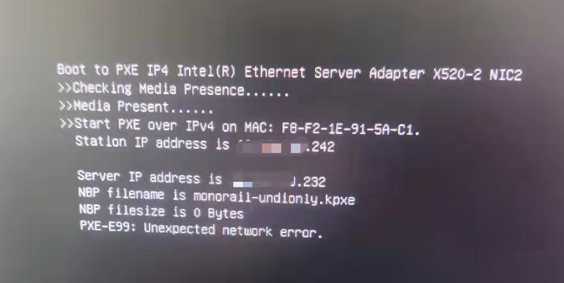 Boot to PXE IP4 Intel(R) Ethernet Server Adapter X520-2 NIC2
>>Checking Media Presence......
>>Media Present......
>>Start PXE over IPv4 on MAC: F8-F2-1E-91-5A-C1.
Station IP address is .242
Server IP address is .232
NBP filename is monorail-undionly.kpxe
NBP filesize is 0 Bytes
PXE-E99: Unexpected network error.